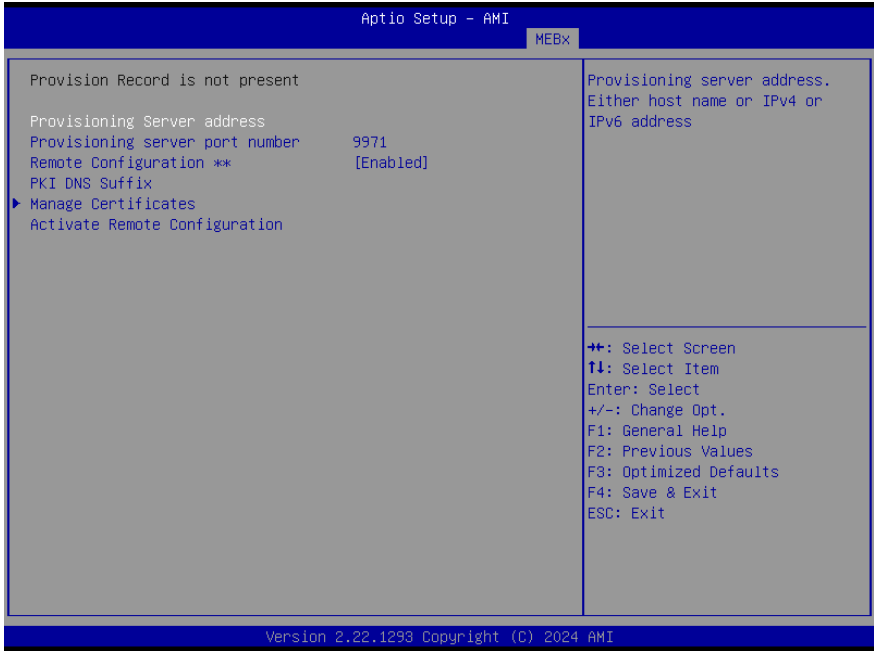 Aptio Setup – AMI
MEBx
Provision Record is not present
Provisioning Server address
Provisioning server port number 9971
Remote Configuration ** [Enabled]
PKI DNS Suffix
Manage Certificates
Activate Remote Configuration
Provisioning server address.
Either host name or IPv4 or
IPv6 address
→←: Select Screen
↑↓: Select Item
Enter: Select
+/-: Change Opt.
F1: General Help
F2: Previous Values
F3: Optimized Defaults
F4: Save & Exit
ESC: Exit
Version 2.22.1293 Copyright (C) 2024 AMI